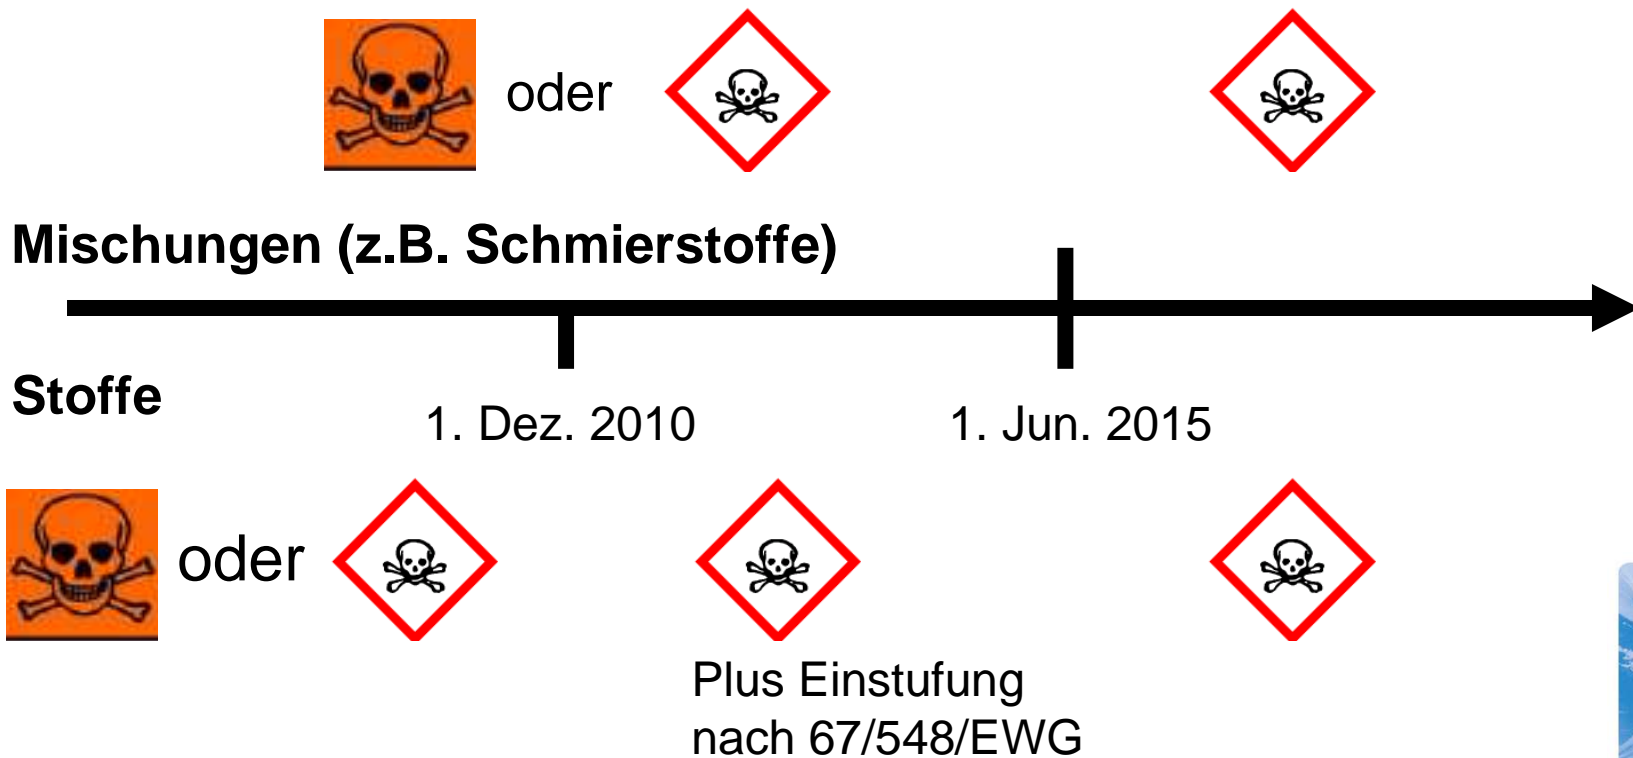 oder
Mischungen (z.B. Schmierstoffe)
Stoffe
1. Dez. 2010
1. Jun. 2015
oder
Plus Einstufung
nach 67/548/EWG